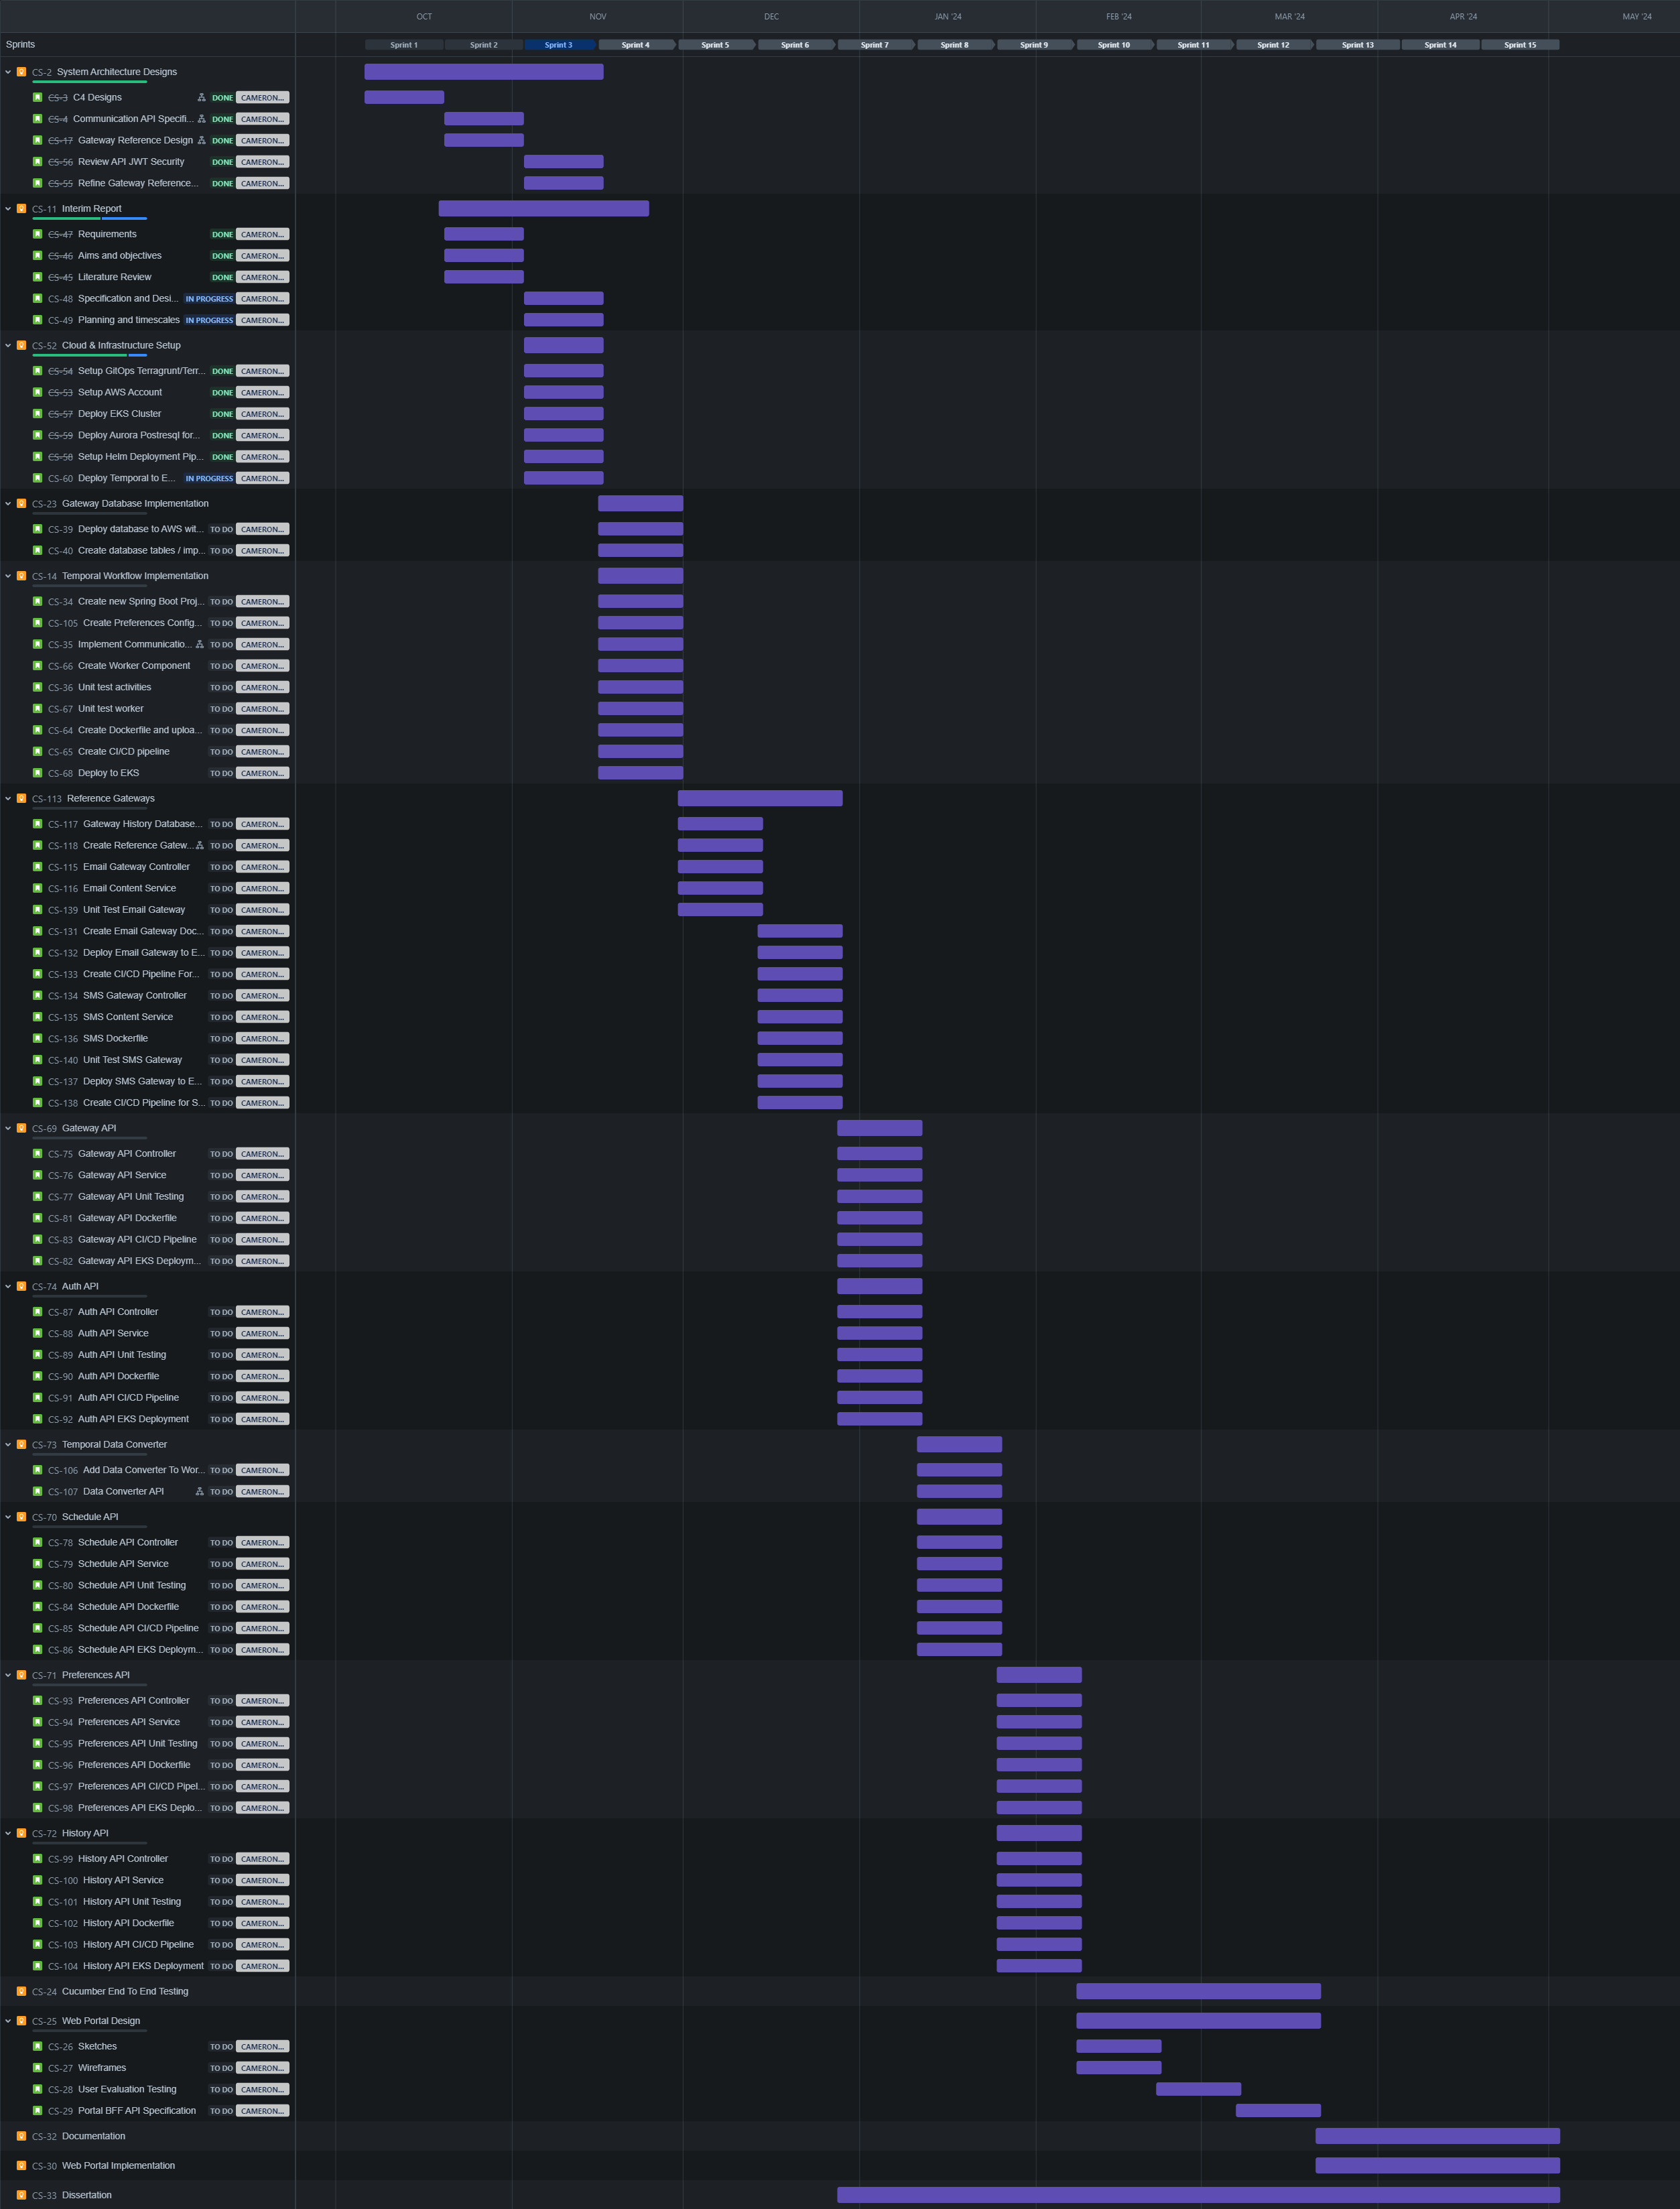 OCT NOV DEC JAN '24 FEB '24 MAR '24 APR '24 MAY '24
Sprints Sprint 1 Sprint 2 Sprint 3 Sprint 4 Sprint 5 Sprint 6 Sprint 7 Sprint 8 Sprint 9 Sprint 10 Sprint 11 Sprint 12 Sprint 13 Sprint 14 Sprint 15
CS-2 System Architecture Designs
CS-3 C4 Designs DONE CAMERON...
CS-4 Communication API Specifi... DONE CAMERON...
CS-17 Gateway Reference Design DONE CAMERON...
CS-56 Review API JWT Security DONE CAMERON...
CS-55 Refine Gateway Reference... DONE CAMERON...
CS-11 Interim Report
CS-47 Requirements DONE CAMERON...
CS-46 Aims and objectives DONE CAMERON...
CS-45 Literature Review DONE CAMERON...
CS-48 Specification and Desi... IN PROGRESS CAMERON...
CS-49 Planning and timescales IN PROGRESS CAMERON...
CS-52 Cloud & Infrastructure Setup
CS-54 Setup GitOps Terragrunt/Terr... DONE CAMERON...
CS-53 Setup AWS Account DONE CAMERON...
CS-57 Deploy EKS Cluster DONE CAMERON...
CS-59 Deploy Aurora Postresql for... DONE CAMERON...
CS-58 Setup Helm Deployment Pip... DONE CAMERON...
CS-60 Deploy Temporal to E... IN PROGRESS CAMERON...
CS-23 Gateway Database Implementation
CS-39 Deploy database to AWS wit... TO DO CAMERON...
CS-40 Create database tables / imp... TO DO CAMERON...
CS-14 Temporal Workflow Implementation
CS-34 Create new Spring Boot Proj... TO DO CAMERON...
CS-105 Create Preferences Config... TO DO CAMERON...
CS-35 Implement Communicatio... TO DO CAMERON...
CS-66 Create Worker Component TO DO CAMERON...
CS-36 Unit test activities TO DO CAMERON...
CS-67 Unit test worker TO DO CAMERON...
CS-64 Create Dockerfile and uploa... TO DO CAMERON...
CS-65 Create CI/CD pipeline TO DO CAMERON...
CS-68 Deploy to EKS TO DO CAMERON...
CS-113 Reference Gateways
CS-117 Gateway History Database... TO DO CAMERON...
CS-118 Create Reference Gatew... TO DO CAMERON...
CS-115 Email Gateway Controller TO DO CAMERON...
CS-116 Email Content Service TO DO CAMERON...
CS-139 Unit Test Email Gateway TO DO CAMERON...
CS-131 Create Email Gateway Doc... TO DO CAMERON...
CS-132 Deploy Email Gateway to E... TO DO CAMERON...
CS-133 Create CI/CD Pipeline For... TO DO CAMERON...
CS-134 SMS Gateway Controller TO DO CAMERON...
CS-135 SMS Content Service TO DO CAMERON...
CS-136 SMS Dockerfile TO DO CAMERON...
CS-140 Unit Test SMS Gateway TO DO CAMERON...
CS-137 Deploy SMS Gateway to E... TO DO CAMERON...
CS-138 Create CI/CD Pipeline for S... TO DO CAMERON...
CS-69 Gateway API
CS-75 Gateway API Controller TO DO CAMERON...
CS-76 Gateway API Service TO DO CAMERON...
CS-77 Gateway API Unit Testing TO DO CAMERON...
CS-81 Gateway API Dockerfile TO DO CAMERON...
CS-83 Gateway API CI/CD Pipeline TO DO CAMERON...
CS-82 Gateway API EKS Deploym... TO DO CAMERON...
CS-74 Auth API
CS-87 Auth API Controller TO DO CAMERON...
CS-88 Auth API Service TO DO CAMERON...
CS-89 Auth API Unit Testing TO DO CAMERON...
CS-90 Auth API Dockerfile TO DO CAMERON...
CS-91 Auth API CI/CD Pipeline TO DO CAMERON...
CS-92 Auth API EKS Deployment TO DO CAMERON...
CS-73 Temporal Data Converter
CS-106 Add Data Converter To Wor... TO DO CAMERON...
CS-107 Data Converter API TO DO CAMERON...
CS-70 Schedule API
CS-78 Schedule API Controller TO DO CAMERON...
CS-79 Schedule API Service TO DO CAMERON...
CS-80 Schedule API Unit Testing TO DO CAMERON...
CS-84 Schedule API Dockerfile TO DO CAMERON...
CS-85 Schedule API CI/CD Pipeline TO DO CAMERON...
CS-86 Schedule API EKS Deploym... TO DO CAMERON...
CS-71 Preferences API
CS-93 Preferences API Controller TO DO CAMERON...
CS-94 Preferences API Service TO DO CAMERON...
CS-95 Preferences API Unit Testing TO DO CAMERON...
CS-96 Preferences API Dockerfile TO DO CAMERON...
CS-97 Preferences API CI/CD Pipel... TO DO CAMERON...
CS-98 Preferences API EKS Deplo... TO DO CAMERON...
CS-72 History API
CS-99 History API Controller TO DO CAMERON...
CS-100 History API Service TO DO CAMERON...
CS-101 History API Unit Testing TO DO CAMERON...
CS-102 History API Dockerfile TO DO CAMERON...
CS-103 History API CI/CD Pipeline TO DO CAMERON...
CS-104 History API EKS Deployment TO DO CAMERON...
CS-24 Cucumber End To End Testing
CS-25 Web Portal Design
CS-26 Sketches TO DO CAMERON...
CS-27 Wireframes TO DO CAMERON...
CS-28 User Evaluation Testing TO DO CAMERON...
CS-29 Portal BFF API Specification TO DO CAMERON...
CS-32 Documentation
CS-30 Web Portal Implementation
CS-33 Dissertation